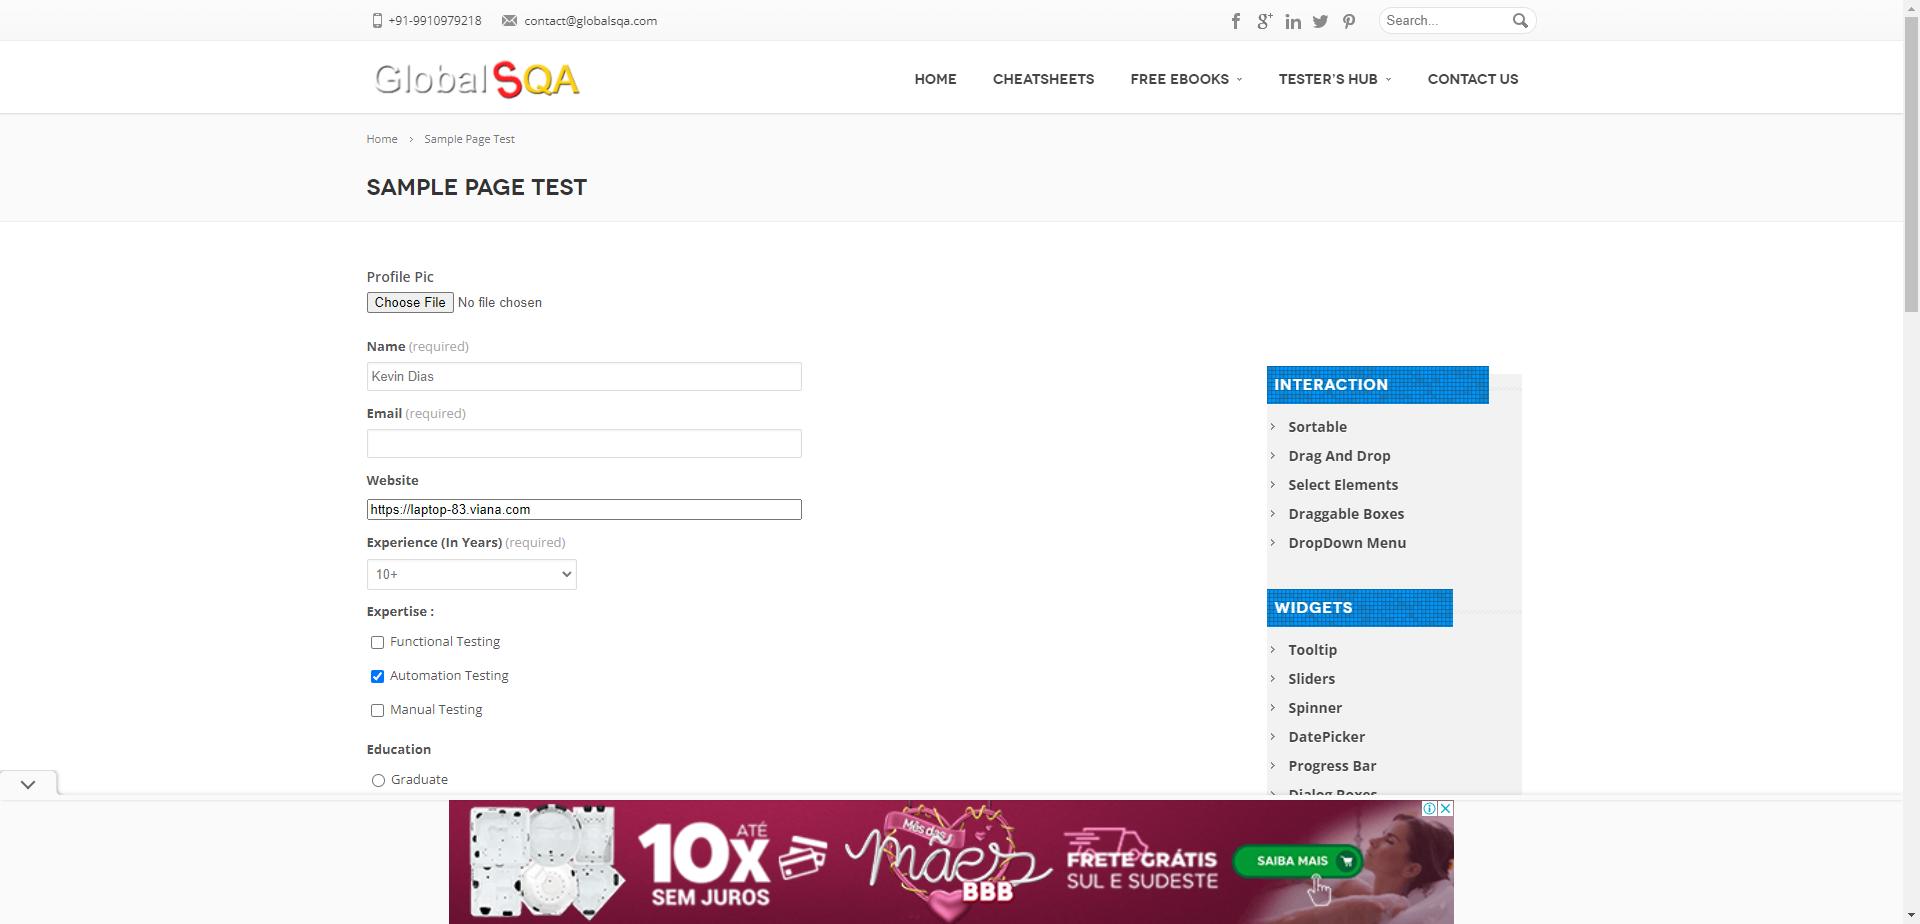 +91-9910979218 contact@globalsqa.com Search...
GlobalSQA
HOME CHEATSHEETS FREE EBOOKS TESTER'S HUB CONTACT US
Home › Sample Page Test
SAMPLE PAGE TEST
Profile Pic
Choose File No file chosen
Name (required)
Kevin Dias
Email (required)
Website
https://laptop-83.viana.com
Experience (In Years) (required)
10+
Expertise :
Functional Testing
Automation Testing
Manual Testing
Education
Graduate
INTERACTION
Sortable
Drag And Drop
Select Elements
Draggable Boxes
DropDown Menu
WIDGETS
Tooltip
Sliders
Spinner
DatePicker
Progress Bar
Dialog Boxes
ATÉ
10X
SEM JUROS
Mês das
mães
BBB
FRETE GRÁTIS
SUL E SUDESTE
SAIBA MAIS